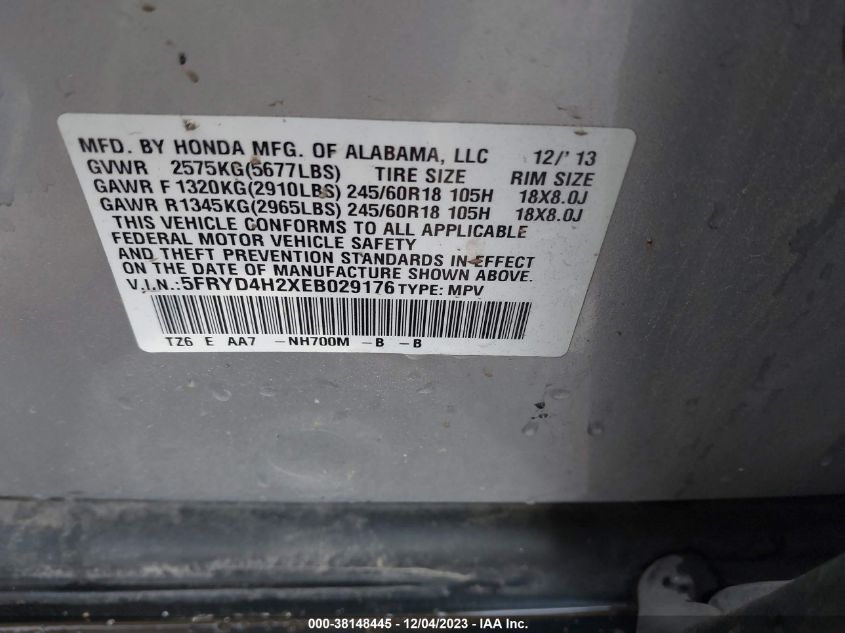 MFD. BY HONDA MFG. OF ALABAMA, LLC 12/' 13
GVWR 2575KG(5677LBS) TIRE SIZE RIM SIZE
GAWR F 1320KG(2910LBS) 245/60R18 105H 18X8.0J
GAWR R1345KG(2965LBS) 245/60R18 105H 18X8.0J
THIS VEHICLE CONFORMS TO ALL APPLICABLE
FEDERAL MOTOR VEHICLE SAFETY
AND THEFT PREVENTION STANDARDS IN EFFECT
ON THE DATE OF MANUFACTURE SHOWN ABOVE.
V.I.N.:5FRYD4H2XEB029176 TYPE: MPV
TZ6 E AA7 -NH700M -B -B
000-38148445 - 12/04/2023 - IAA Inc.